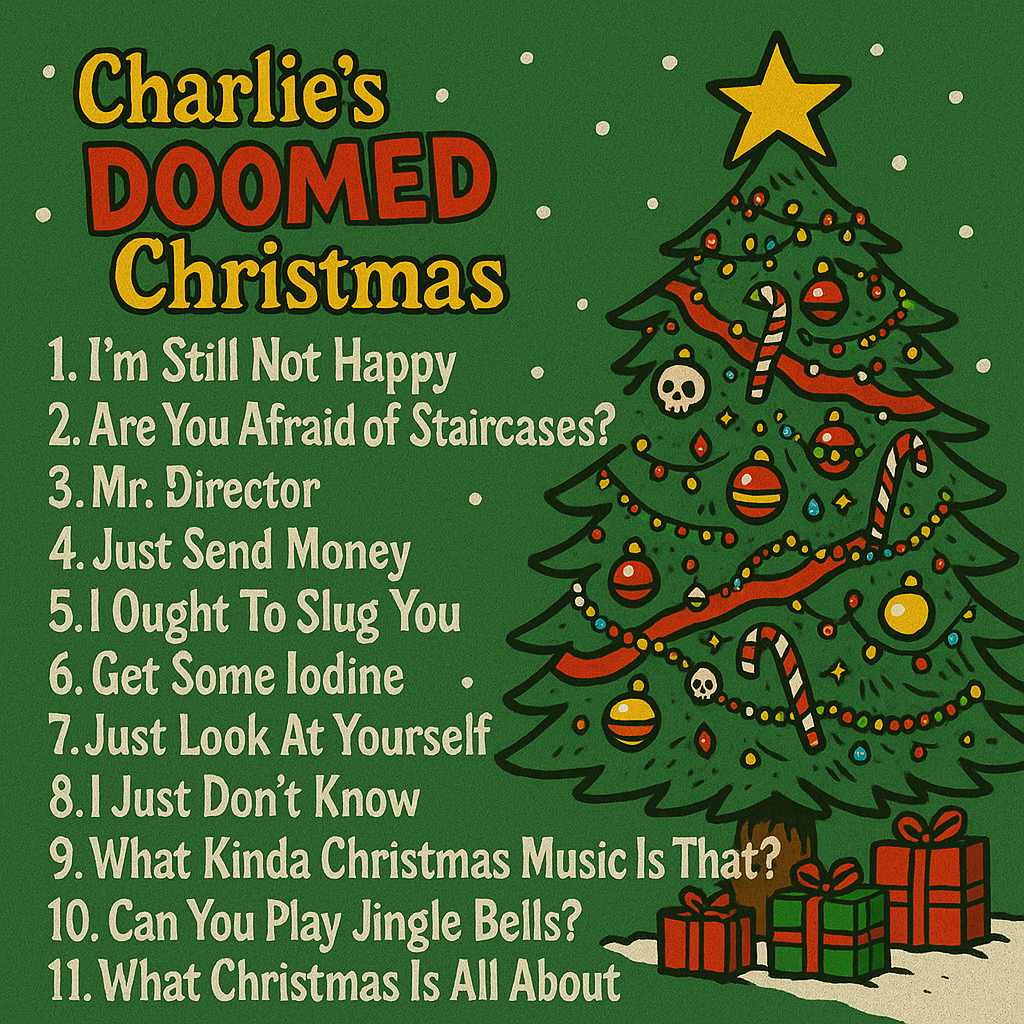 Charlie's
DOOMED
Christmas
1. I'm Still Not Happy
2. Are You Afraid of Staircases?
3. Mr. Director
4. Just Send Money
5. I Ought To Slug You
6. Get Some Iodine
7. Just Look At Yourself
8. I Just Don't Know
9. What Kinda Christmas Music Is That?
10. Can You Play Jingle Bells?
11. What Christmas Is All About